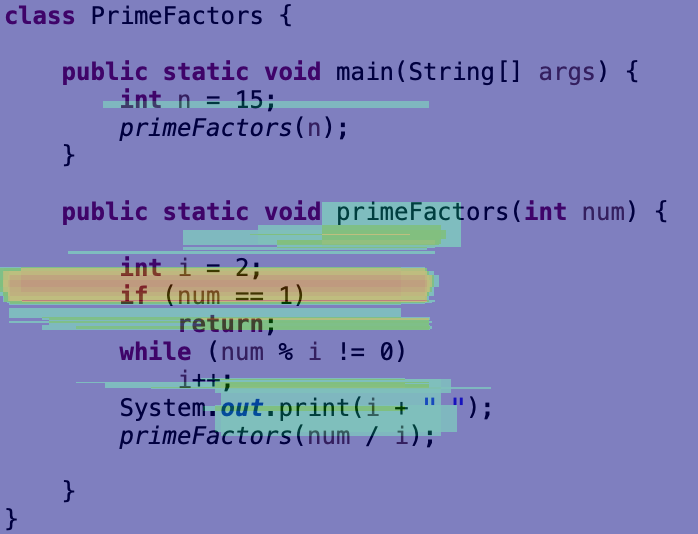 class PrimeFactors {
public static void main(String[] args) {
int n = 15;
primeFactors(n);
}
public static void primeFactors(int num) {
int i = 2;
if (num == 1)
return;
while (num % i != 0)
i++;
System.out.print(i + " ");
primeFactors(num / i);
}
}